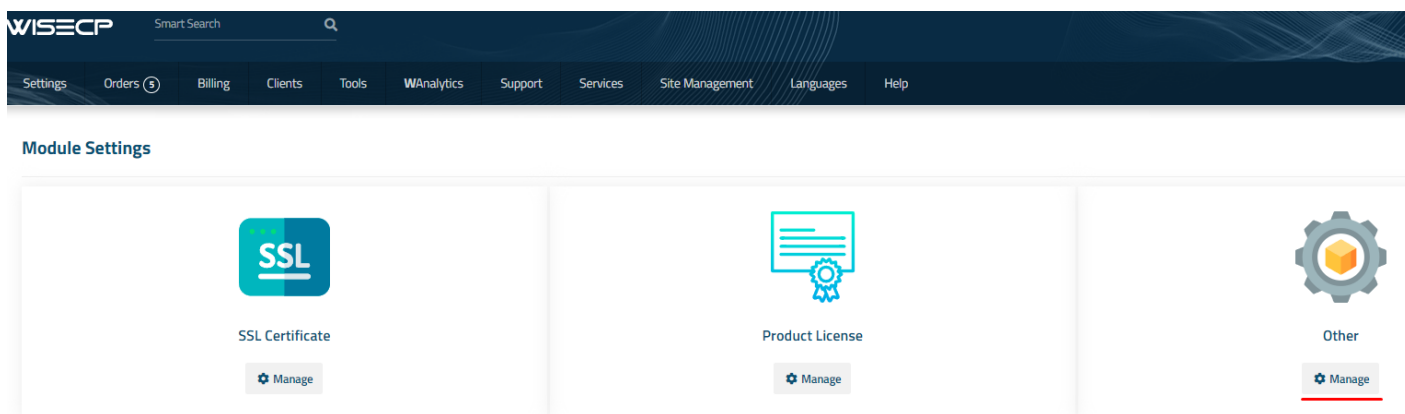 WISECP
Smart Search
Settings Orders 5 Billing Clients Tools WAnalytics Support Services Site Management Languages Help
Module Settings
SSL
SSL Certificate Product License Other
Manage Manage Manage